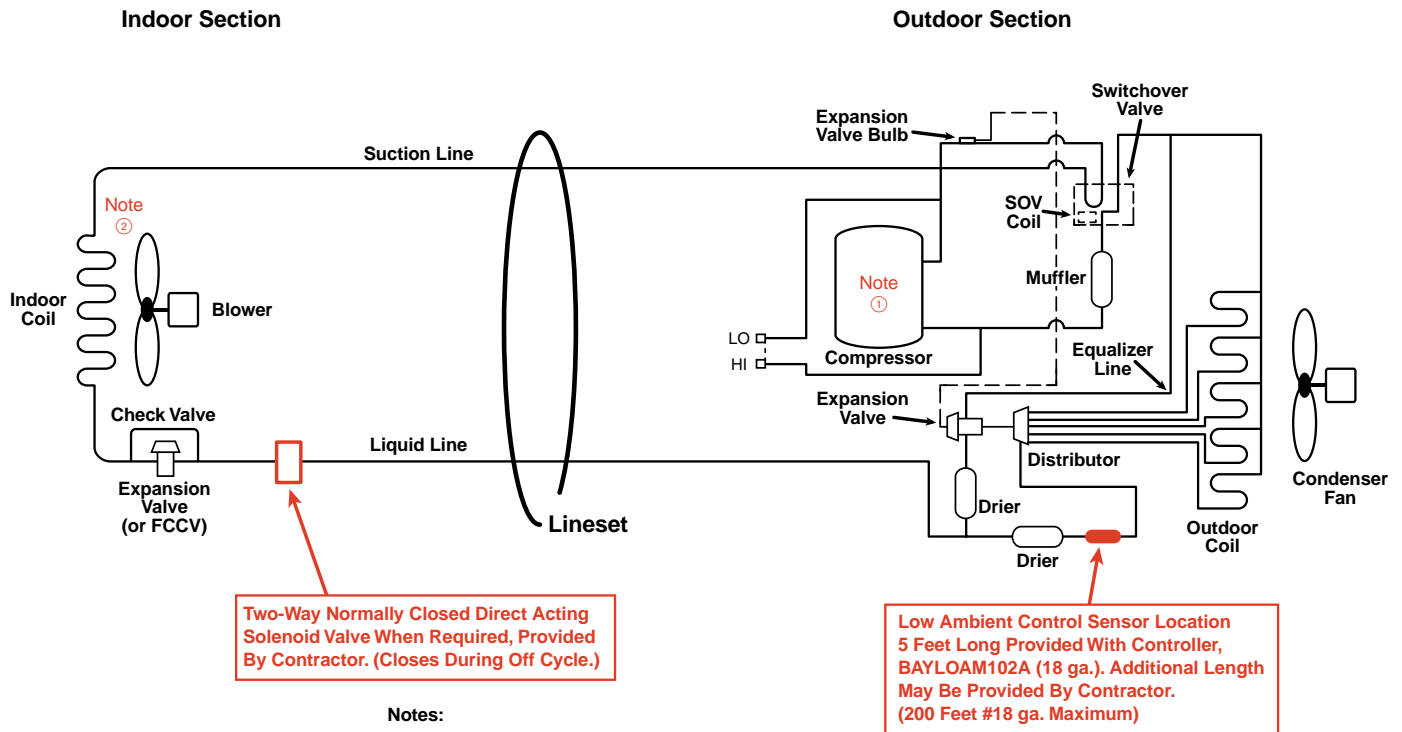 Indoor Section
Outdoor Section
Switchover
Valve
Expansion
Valve Bulb
Suction Line
SOV
Coil
Note
②
Note
①
Muffler
Indoor
Coil
Blower
LO
HI
Compressor
Equalizer
Line
Expansion
Valve
Check Valve
Liquid Line
Distributor
Condenser
Fan
Expansion
Valve
(or FCCV)
Drier
Lineset
Outdoor
Coil
Drier
Two-Way Normally Closed Direct Acting
Solenoid Valve When Required, Provided
By Contractor. (Closes During Off Cycle.)
Low Ambient Control Sensor Location
5 Feet Long Provided With Controller,
BAYLOAM102A (18 ga.). Additional Length
May Be Provided By Contractor.
(200 Feet #18 ga. Maximum)
Notes: